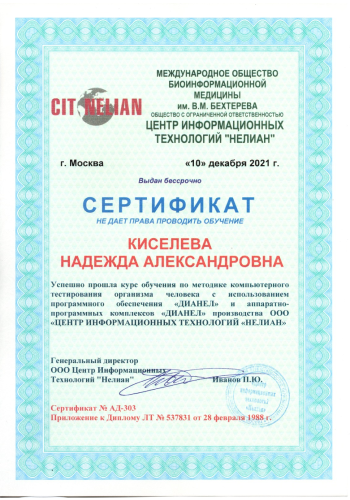 CIT NELIAN
МЕЖДУНАРОДНОЕ ОБЩЕСТВО
БИОИНФОРМАЦИОННОЙ
МЕДИЦИНЫ
им. В.М. БЕХТЕРЕВА
ОБЩЕСТВО С ОГРАНИЧЕННОЙ ОТВЕТСТВЕННОСТЬЮ
ЦЕНТР ИНФОРМАЦИОННЫХ
ТЕХНОЛОГИЙ "НЕЛИАН"
г. Москва «10» декабря 2021 г.
Выдан бессрочно
СЕРТИФИКАТ
НЕ ДАЕТ ПРАВА ПРОВОДИТЬ ОБУЧЕНИЕ
КИСЕЛЕВА
НАДЕЖДА АЛЕКСАНДРОВНА
Успешно прошла курс обучения по методике компьютерного
тестирования организма человека с использованием
программного обеспечения «ДИАНЕЛ» и аппаратно-
программных комплексов «ДИАНЕЛ» производства ООО
«ЦЕНТР ИНФОРМАЦИОННЫХ ТЕХНОЛОГИЙ «НЕЛИАН»
Генеральный директор
ООО Центр Информационных
Технологий "Нелиан" Иванов П.Ю.
Сертификат № АД-303
Приложение к Диплому ЛТ № 537831 от 28 февраля 1988 г.